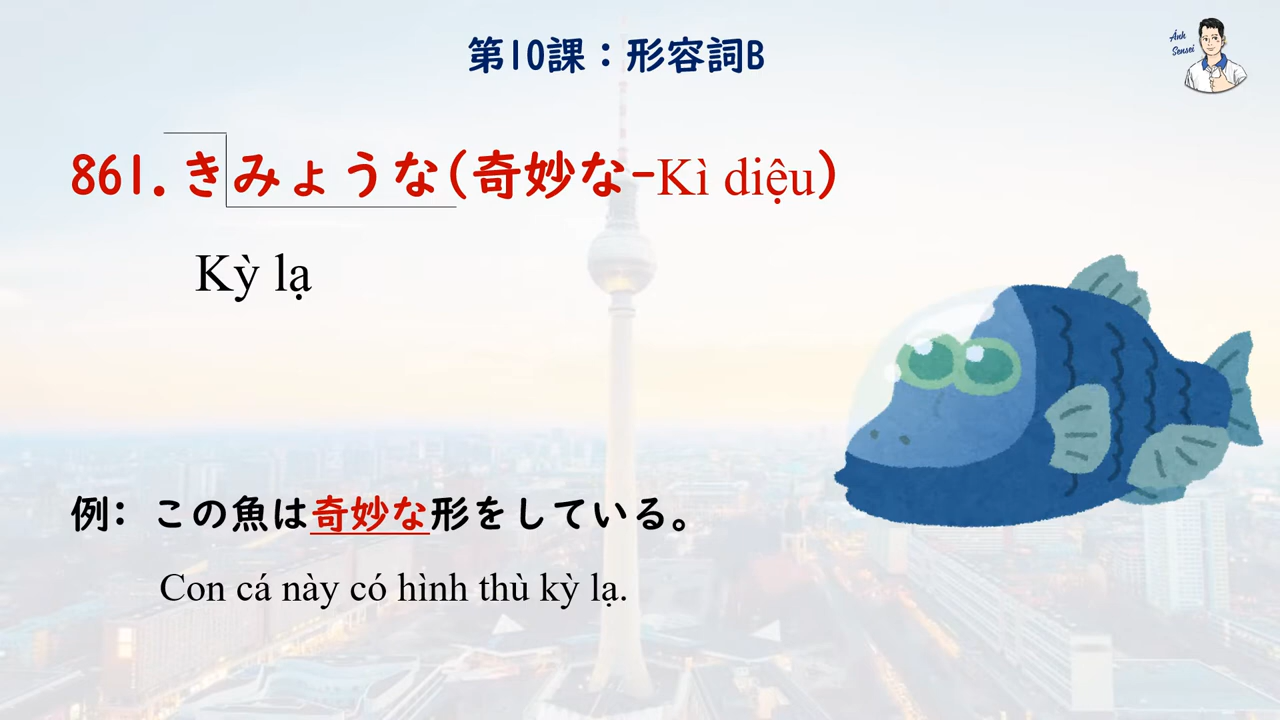 第10課：形容詞B
Ánh
Sensei
861.きみょうな(奇妙な-Kì diệu)
Kỳ lạ
例: この魚は奇妙な形をしている。
Con cá này có hình thù kỳ lạ.